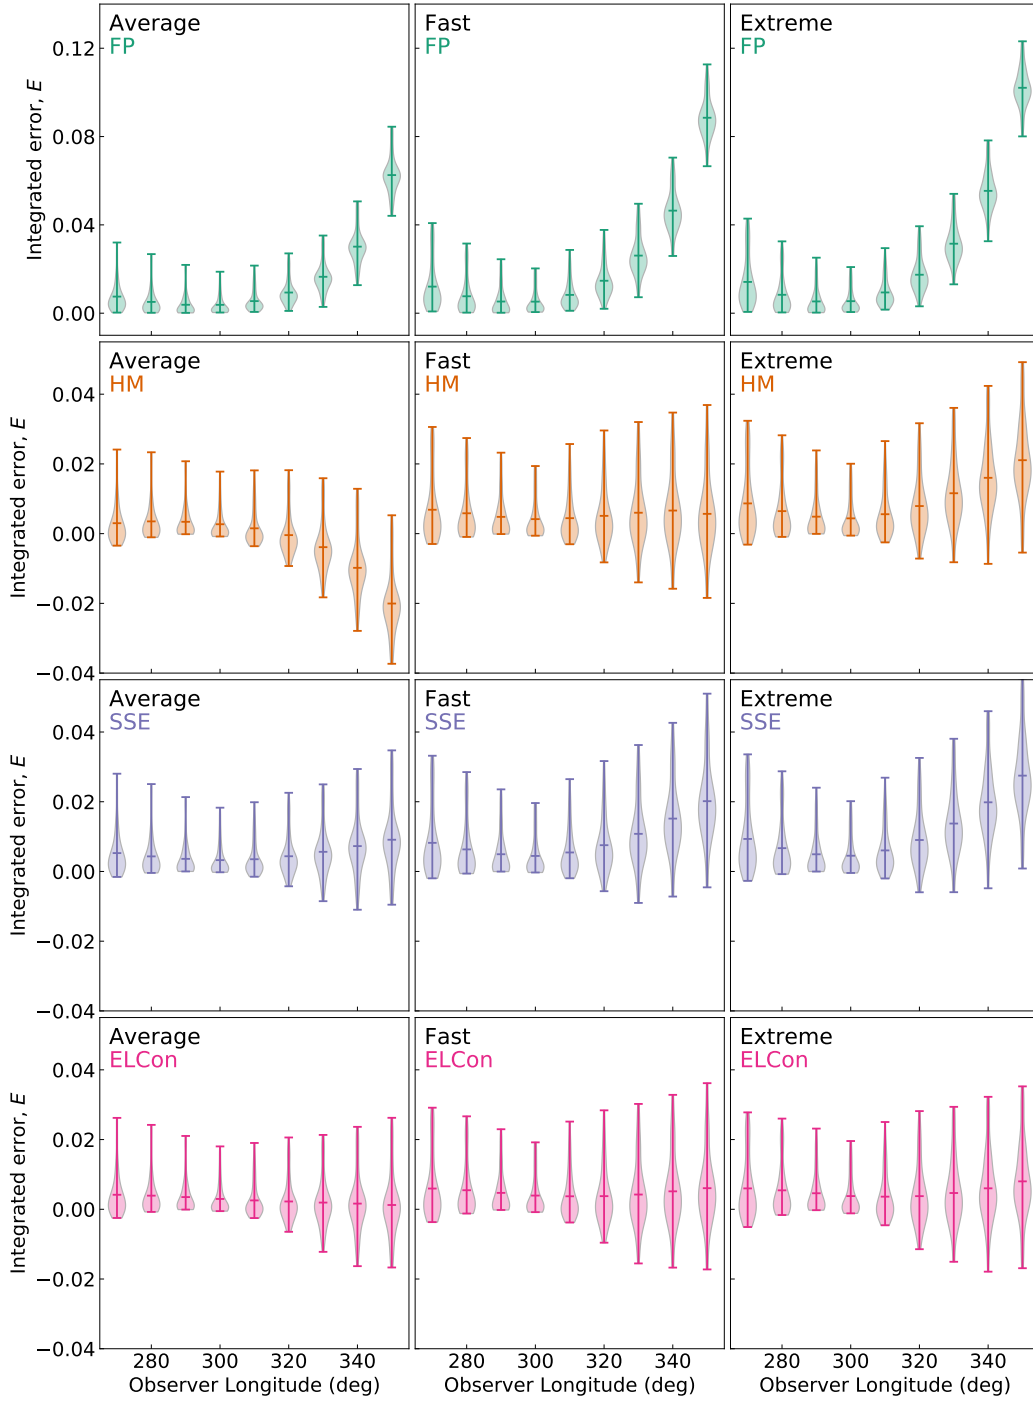 Average
FP
Fast
FP
Extreme
FP
0.12
0.08
0.04
0.00
Integrated error, E
Average
HM
Fast
HM
Extreme
HM
0.04
0.02
0.00
−0.02
−0.04
Integrated error, E
Average
SSE
Fast
SSE
Extreme
SSE
0.04
0.02
0.00
−0.02
−0.04
Integrated error, E
Average
ELCon
Fast
ELCon
Extreme
ELCon
0.04
0.02
0.00
−0.02
−0.04
Integrated error, E
280 300 320 340
280 300 320 340
280 300 320 340
Observer Longitude (deg)
Observer Longitude (deg)
Observer Longitude (deg)